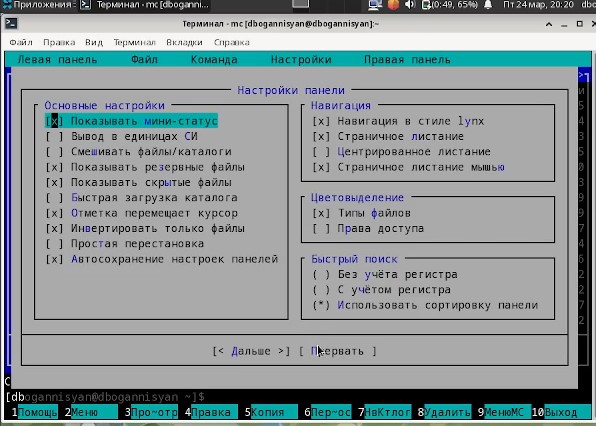 Приложения Терминал - mc [dbogannisyan... (0:49, 65%) Пт 24 мар, 20:20 dbo
Терминал - mc [dbogannisyan@dbogannisyan]:~
Файл Правка Вид Терминал Вкладки Справка
Левая панель Файл Команда Настройки Правая панель
Настройки панели
Основные настройки
[x] Показывать мини-статус
[ ] Вывод в единицах СИ
[ ] Смешивать файлы/каталоги
[x] Показывать резервные файлы
[x] Показывать скрытые файлы
[ ] Быстрая загрузка каталога
[x] Отметка перемещает курсор
[x] Инвертировать только файлы
[ ] Простая перестановка
[x] Автосохранение настроек панелей
Навигация
[x] Навигация в стиле lynx
[x] Страничное листание
[ ] Центрированное листание
[x] Страничное листание мышью
Цветовыделение
[x] Типы файлов
[ ] Права доступа
Быстрый поиск
( ) Без учёта регистра
( ) С учётом регистра
(*) Использовать сортировку панели
[< Дальше >] [ Прервать ]
[dbogannisyan@dbogannisyan ~]$
1Помощь 2Меню 3Про~отр 4Правка 5Копия 6Пер~ос 7НвКтлог 8Удалить 9МенюMC 10Выход